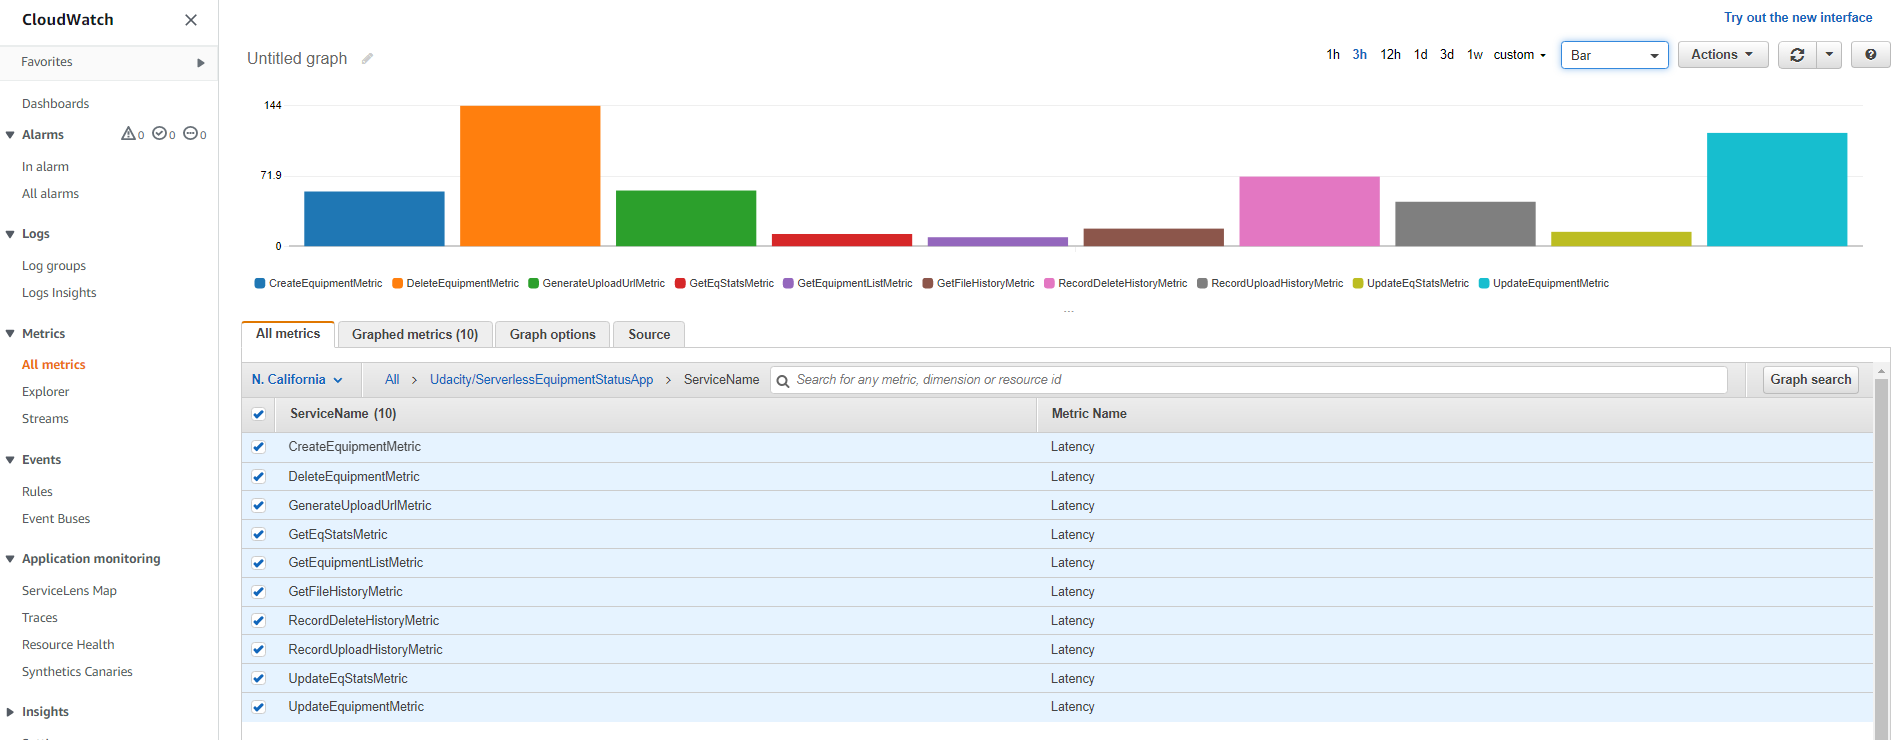 CloudWatch
Favorites
Dashboards
Alarms 0 0 0
In alarm
All alarms
Logs
Log groups
Logs Insights
Metrics
All metrics
Explorer
Streams
Events
Rules
Event Buses
Application monitoring
ServiceLens Map
Traces
Resource Health
Synthetics Canaries
Insights
Try out the new interface
Untitled graph
1h 3h 12h 1d 3d 1w custom Bar Actions
144
71.9
0
CreateEquipmentMetric DeleteEquipmentMetric GenerateUploadUrlMetric GetEqStatsMetric GetEquipmentListMetric GetFileHistoryMetric RecordDeleteHistoryMetric RecordUploadHistoryMetric UpdateEqStatsMetric UpdateEquipmentMetric
All metrics Graphed metrics (10) Graph options Source
N. California All > Udacity/ServerlessEquipmentStatusApp > ServiceName Search for any metric, dimension or resource id Graph search
ServiceName (10) Metric Name
CreateEquipmentMetric Latency
DeleteEquipmentMetric Latency
GenerateUploadUrlMetric Latency
GetEqStatsMetric Latency
GetEquipmentListMetric Latency
GetFileHistoryMetric Latency
RecordDeleteHistoryMetric Latency
RecordUploadHistoryMetric Latency
UpdateEqStatsMetric Latency
UpdateEquipmentMetric Latency